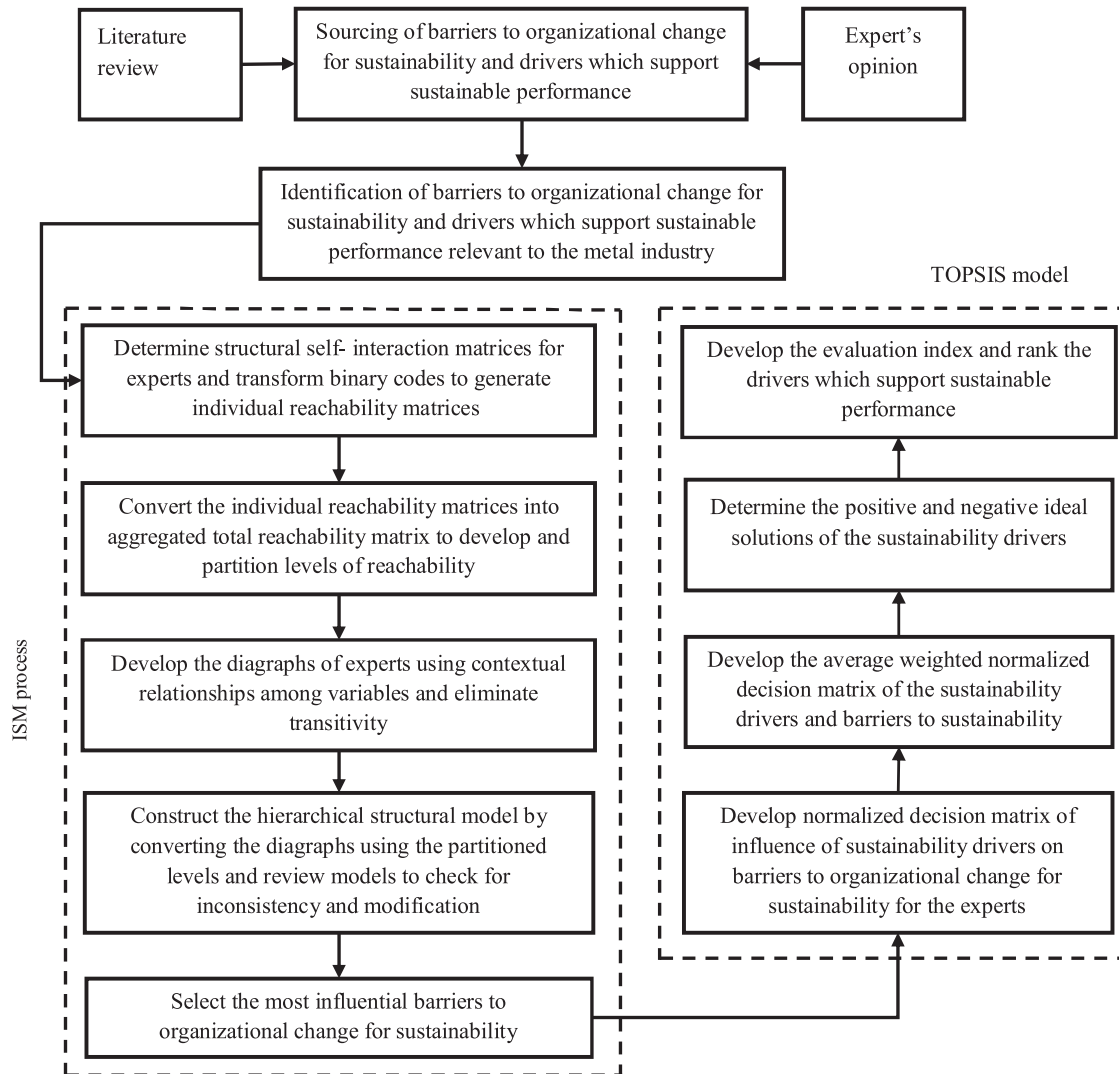 Literature
review
Sourcing of barriers to organizational change
for sustainability and drivers which support
sustainable performance
Expert's
opinion
Identification of barriers to organizational change for
sustainability and drivers which support sustainable
performance relevant to the metal industry
ISM process
Determine structural self- interaction matrices for
experts and transform binary codes to generate
individual reachability matrices
Convert the individual reachability matrices into
aggregated total reachability matrix to develop and
partition levels of reachability
Develop the diagraphs of experts using contextual
relationships among variables and eliminate
transitivity
Construct the hierarchical structural model by
converting the diagraphs using the partitioned
levels and review models to check for
inconsistency and modification
Select the most influential barriers to
organizational change for sustainability
TOPSIS model
Develop the evaluation index and rank the
drivers which support sustainable
performance
Determine the positive and negative ideal
solutions of the sustainability drivers
Develop the average weighted normalized
decision matrix of the sustainability
drivers and barriers to sustainability
Develop normalized decision matrix of
influence of sustainability drivers on
barriers to organizational change for
sustainability for the experts